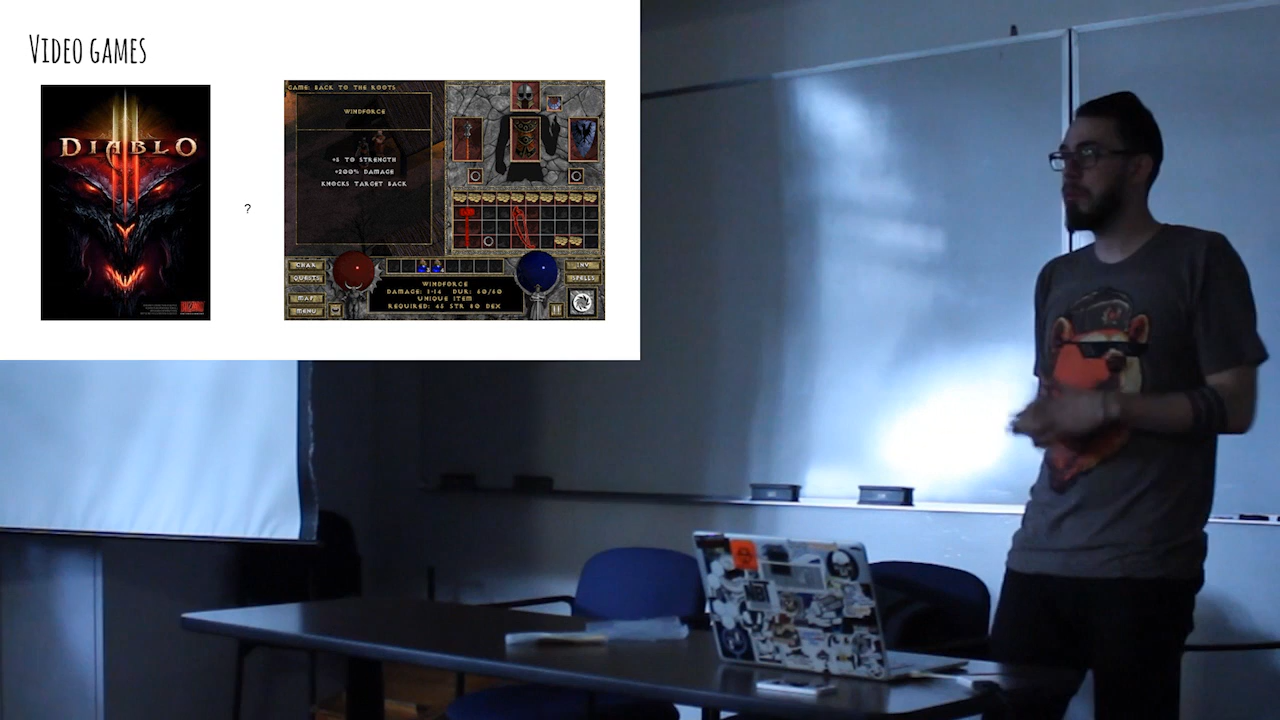 VIDEO GAMES
DIABLO
?
GAME: BACK TO THE ROOTS
WINDFORCE
+5 TO STRENGTH
+200% DAMAGE
KNOCKS TARGET BACK
CHAR
QUESTS
MAP
MENU
INV
SPELLS
WINDFORCE
DAMAGE: 1-14 DUR: 60/60
UNIQUE ITEM
REQUIRED: 45 STR 80 DEX